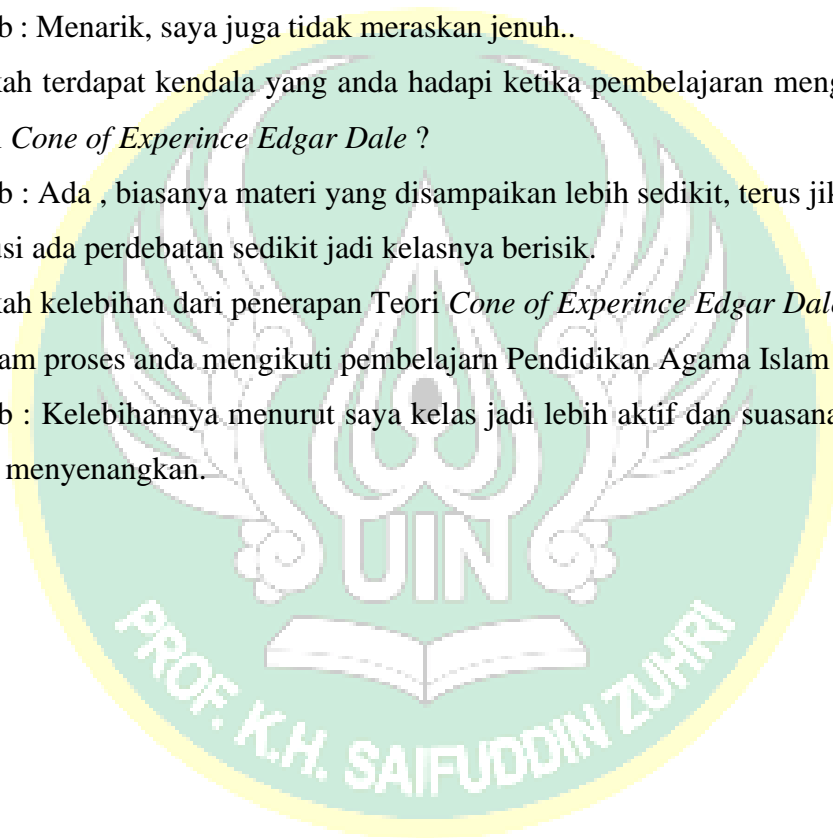 b : Menarik, saya juga tidak meraskan jenuh..
kah terdapat kendala yang anda hadapi ketika pembelajaran meng
Cone of Experince Edgar Dale ?
b : Ada , biasanya materi yang disampaikan lebih sedikit, terus jik
usi ada perdebatan sedikit jadi kelasnya berisik.
kah kelebihan dari penerapan Teori Cone of Experince Edgar Dale
am proses anda mengikuti pembelajarn Pendidikan Agama Islam
b : Kelebihannya menurut saya kelas jadi lebih aktif dan suasana
menyenangkan.
UIN
PROF. K.H. SAIFUDDIN ZUHRI